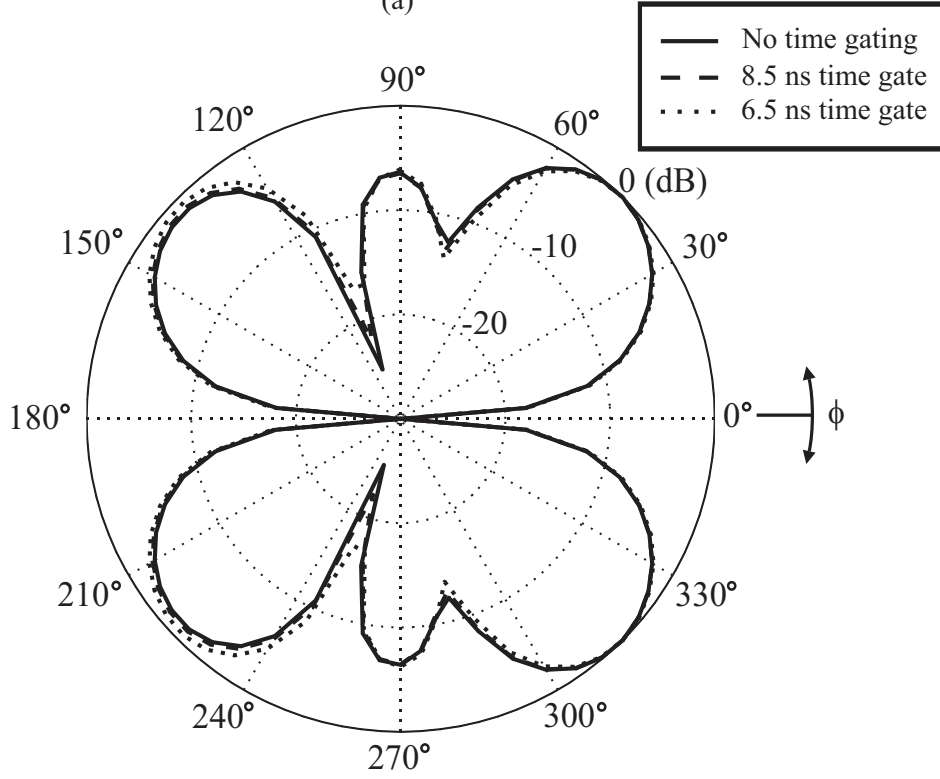 (a)
No time gating
8.5 ns time gate
6.5 ns time gate
90°
120°
60°
0 (dB)
150°
30°
-10
-20
180°
0°
ϕ
210°
330°
240°
300°
270°